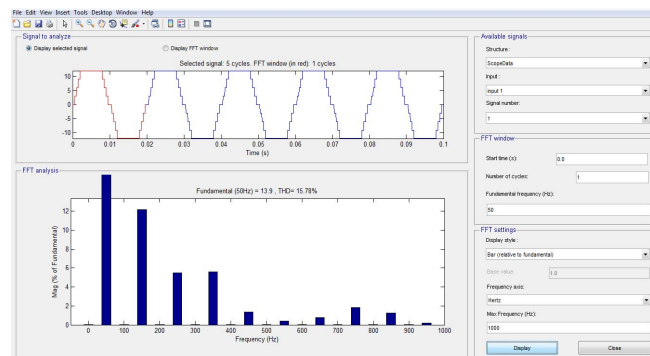 File Edit View Insert Tools Desktop Window Help
Signal to analyze
Display selected signal
Display FFT window
Selected signal: 5 cycles. FFT window (in red): 1 cycles
10
5
0
-5
-10
0 0.01 0.02 0.03 0.04 0.05 0.06 0.07 0.08 0.09 0.1
Time (s)
FFT analysis
Fundamental (50Hz) = 13.9 , THD= 15.78%
Mag (% of Fundamental)
12
10
8
6
4
2
0
0 100 200 300 400 500 600 700 800 900 1000
Frequency (Hz)
Available signals
Structure :
ScopeData
Input :
input 1
Signal number:
1
FFT window
Start time (s): 0.0
Number of cycles: 1
Fundamental frequency (Hz):
50
FFT settings
Display style :
Bar (relative to fundamental)
Base value: 1.0
Frequency axis:
Hertz
Max Frequency (Hz):
1000
Display
Close